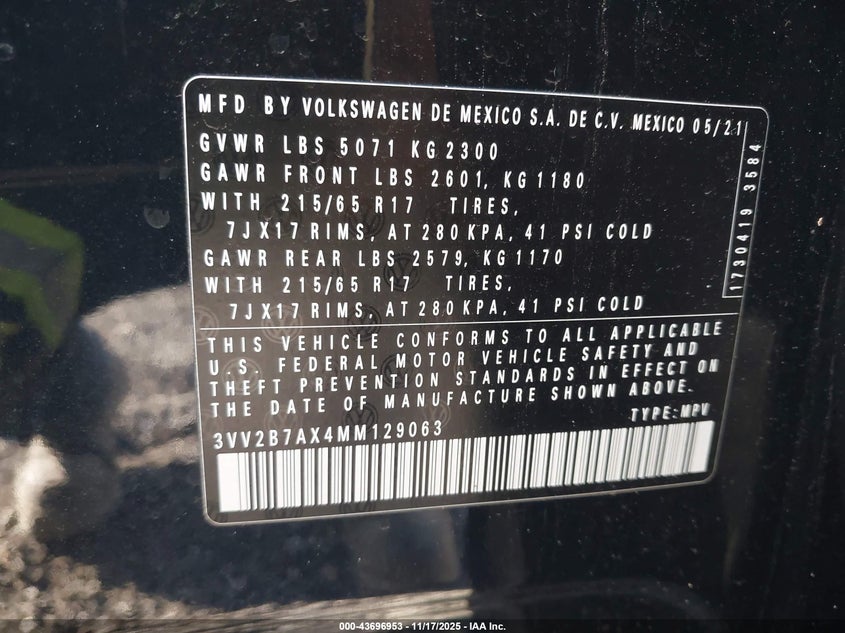 MFD BY VOLKSWAGEN DE MEXICO S.A. DE C.V. MEXICO 05/21
GVWR LBS 5071 KG 2300
GAWR FRONT LBS 2601, KG 1180
WITH 215/65 R17 TIRES,
7JX17 RIMS, AT 280 KPA, 41 PSI COLD
GAWR REAR LBS 2579, KG 1170
WITH 215/65 R17 TIRES,
7JX17 RIMS, AT 280 KPA, 41 PSI COLD
1730419 3584
THIS VEHICLE CONFORMS TO ALL APPLICABLE
U.S. FEDERAL MOTOR VEHICLE SAFETY AND
THEFT PREVENTION STANDARDS IN EFFECT ON
THE DATE OF MANUFACTURE SHOWN ABOVE.
TYPE: MPV
3VV2B7AX4MM129063
000-43696953 - 11/17/2025 - IAA Inc.